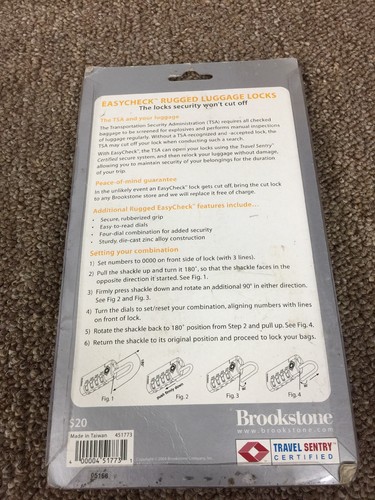 EASYCHECK™ RUGGED LUGGAGE LOCKS
The locks security won't cut off
The TSA and your luggage
The Transportation Security Administration (TSA) requires all checked
baggage to be screened for explosives and performs manual inspections
of baggage. Without a TSA-recognized and -accepted lock, the
TSA may cut off your lock when conducting such a search.
With EasyCheck™, the TSA can open your locks using the Travel Sentry™
Certified secure system, and then relock your luggage without damage,
allowing you to maintain security of your belongings for the duration
of your trip.
Peace-of-mind guarantee
In the unlikely event an EasyCheck™ lock gets cut off, bring the cut lock
to any Brookstone store and we will replace it free of charge.
Additional Rugged EasyCheck™ features include...
• Secure, rubberized grip
• Easy-to-read dials
• Four-dial combination for added security
• Sturdy, die-cast zinc alloy construction
Setting your combination
1) Set numbers to 0000 on front side of lock (with 3 lines).
2) Pull the shackle up and turn it 180°, so that the shackle faces in the
opposite direction it started. See Fig. 1.
3) Firmly press shackle down and rotate an additional 90° in either direction.
See Fig 2 and Fig. 3.
4) Turn the dials to set/reset your combination, aligning numbers with lines
on front of lock.
5) Rotate the shackle back to 180° position from Step 2 and pull up. See Fig. 4.
6) Return the shackle to its original position and proceed to lock your bags.
Fig. 1 Fig. 2 Fig. 3 Fig. 4
$20
Brookstone
www.brookstone.com
Made in Taiwan 451773
TRAVEL SENTRY™
CERTIFIED